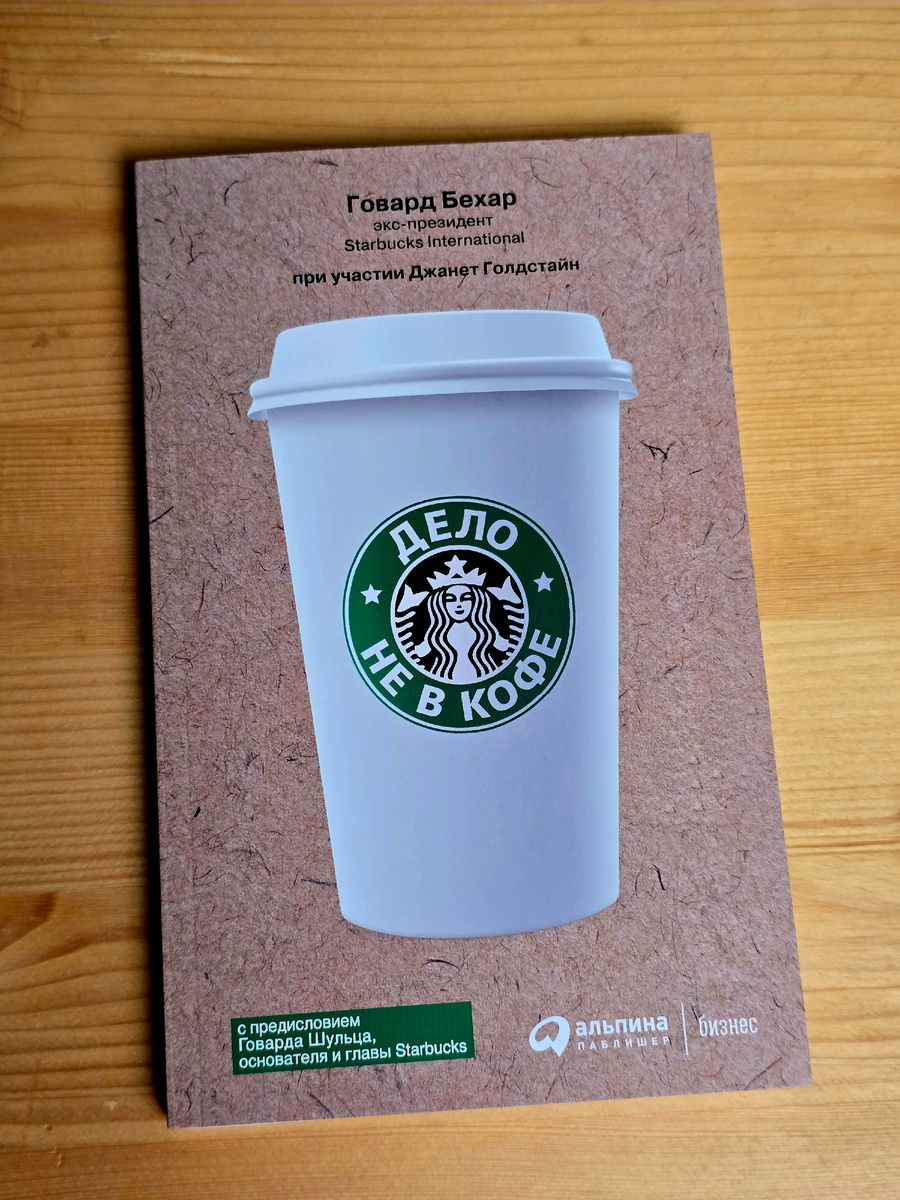 Говард Бехар
экс-президент
Starbucks International
при участии Джанет Голдстайн
ДЕЛО
НЕ В КОФЕ
с предисловием
Говарда Шульца,
основателя и главы Starbucks
альпина
ПАБЛИШЕР
бизнес